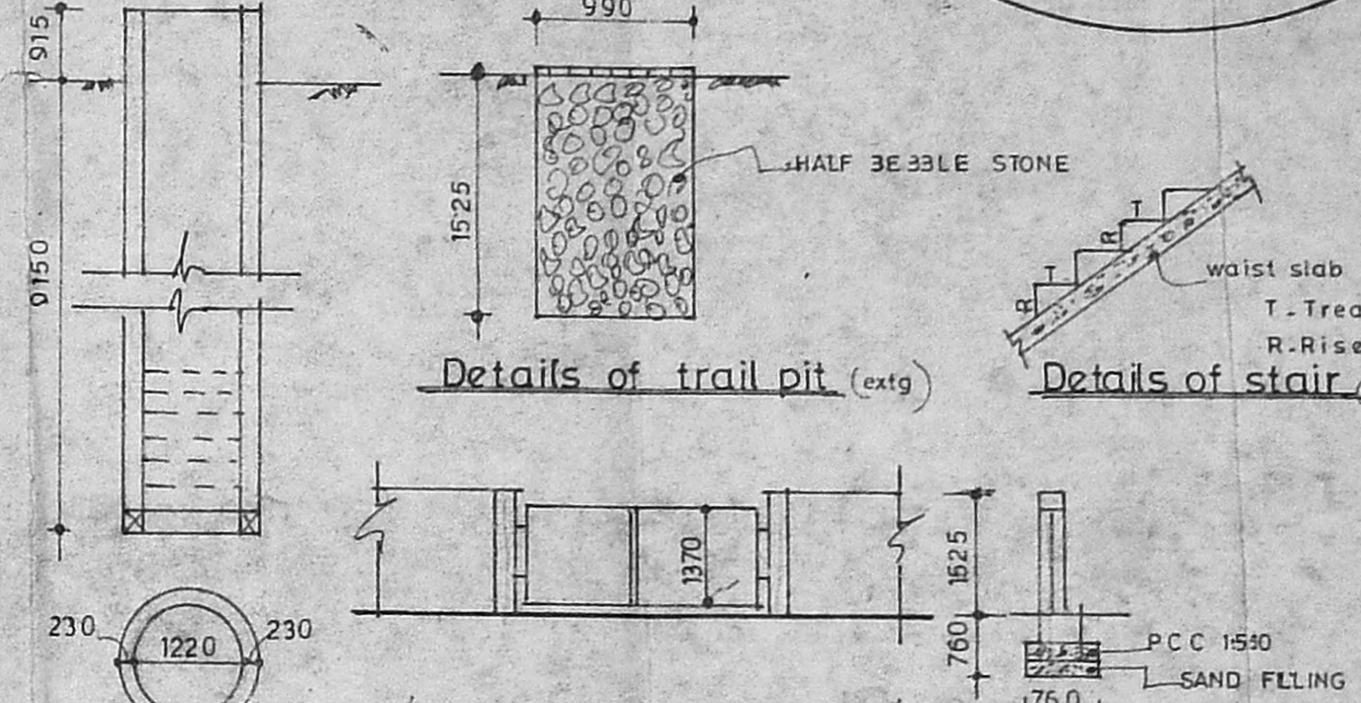 915
990
HALF 3E33LE STONE
1525
9150
R
T
R
T
waist slab
T.Trea
R.Rise
Details of trail pit (extg)
Details of stair
1370
1525
760
230
1220
230
PCC 1:5:10
SAND FLLING
760